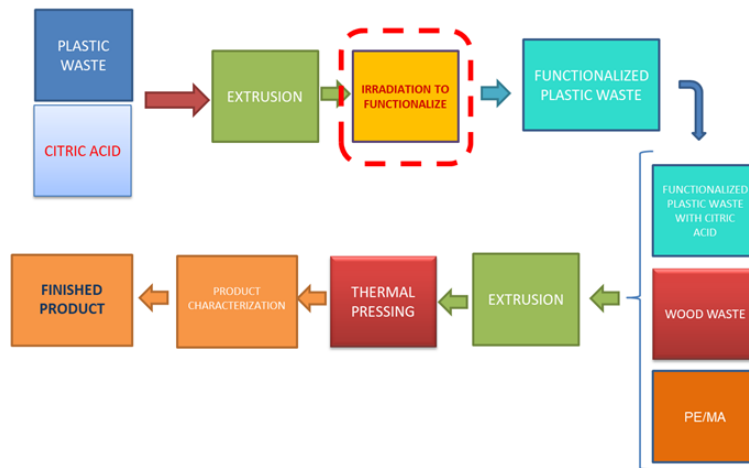 PLASTIC
WASTE
CITRIC ACID
EXTRUSION
IRRADIATION TO
FUNCTIONALIZE
FUNCTIONALIZED
PLASTIC WASTE
FUNCTIONALIZED
PLASTIC WASTE
WITH CITRIC
ACID
WOOD WASTE
PE/MA
EXTRUSION
THERMAL
PRESSING
PRODUCT
CHARACTERIZATION
FINISHED
PRODUCT